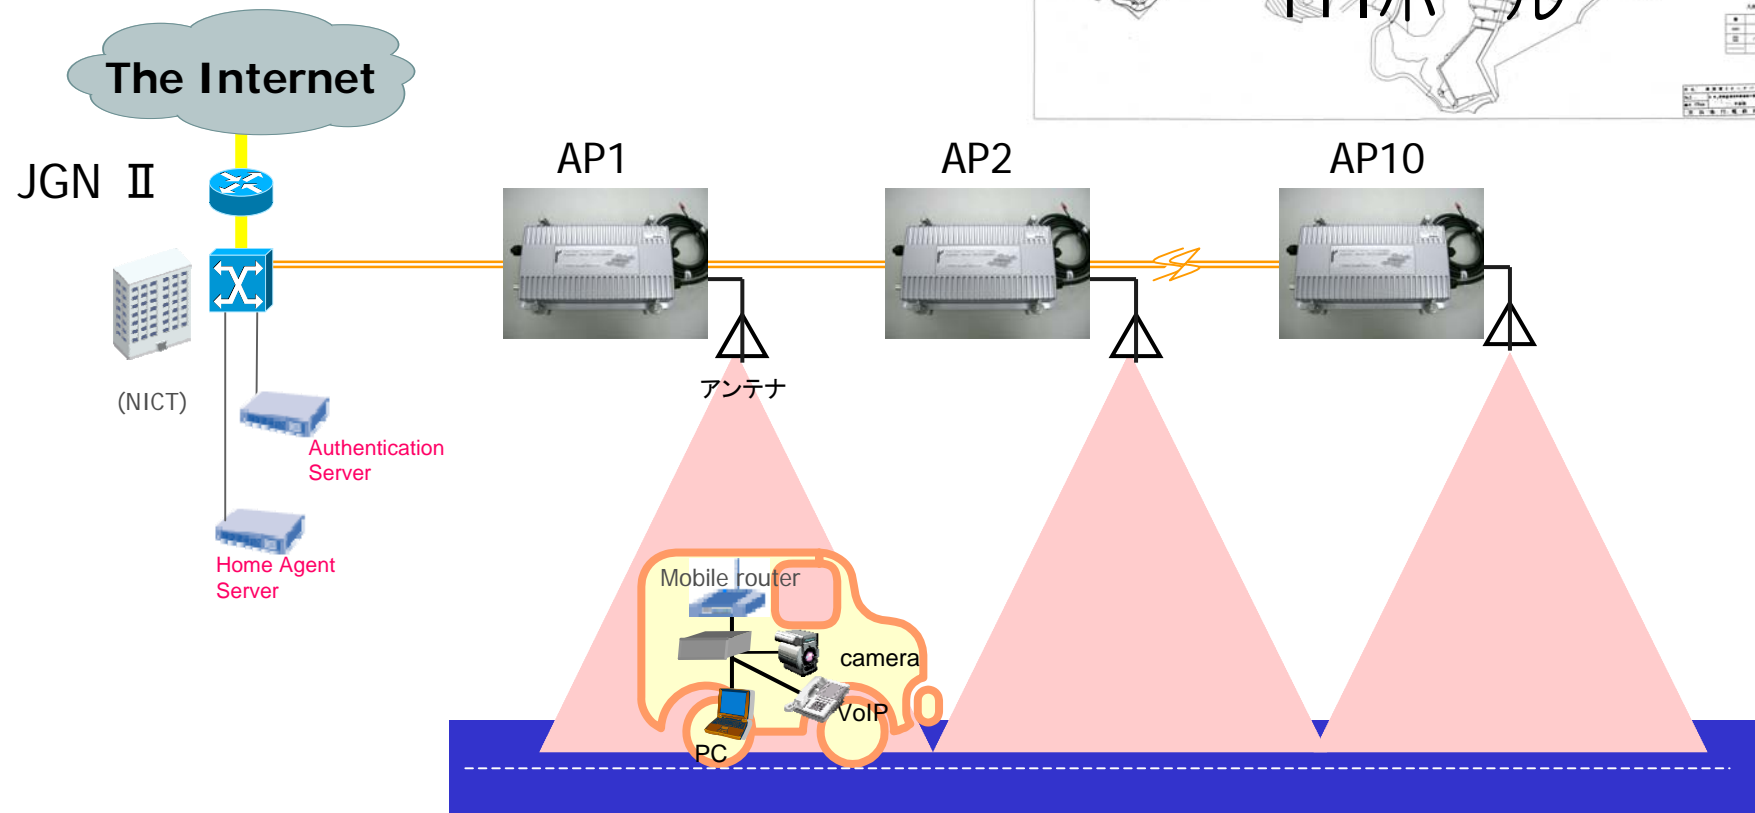 The Internet
JGN Ⅱ
AP1
AP2
AP10
(NICT)
アンテナ
Authentication
Server
Home Agent
Server
Mobile router
camera
VoIP
PC